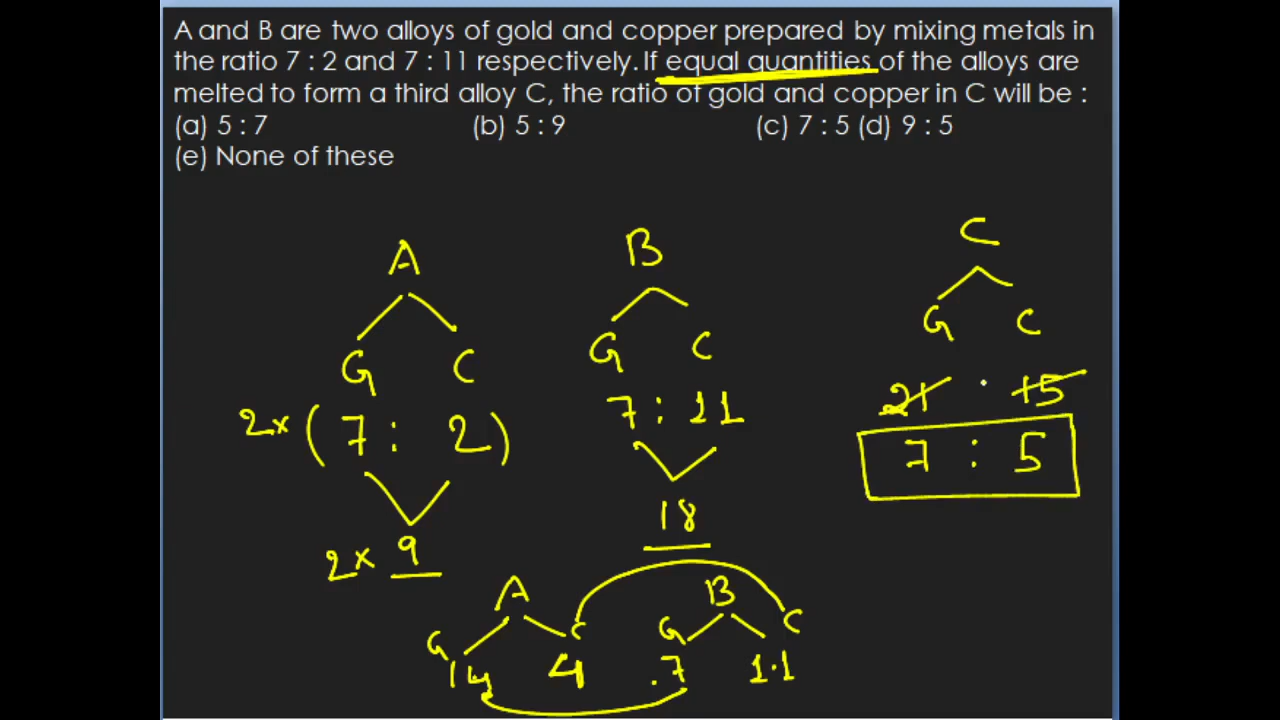 A and B are two alloys of gold and copper prepared by mixing metals in
the ratio 7 : 2 and 7 : 11 respectively. If equal quantities of the alloys are
melted to form a third alloy C, the ratio of gold and copper in C will be :
(a) 5 : 7 (b) 5 : 9 (c) 7 : 5 (d) 9 : 5
(e) None of these
A B C
G C G C G C
2x ( 7 : 2 ) 7 : 11 21 : 15
7 : 5
2x 9 18
A B
G C G C
14 4 .7 1.1